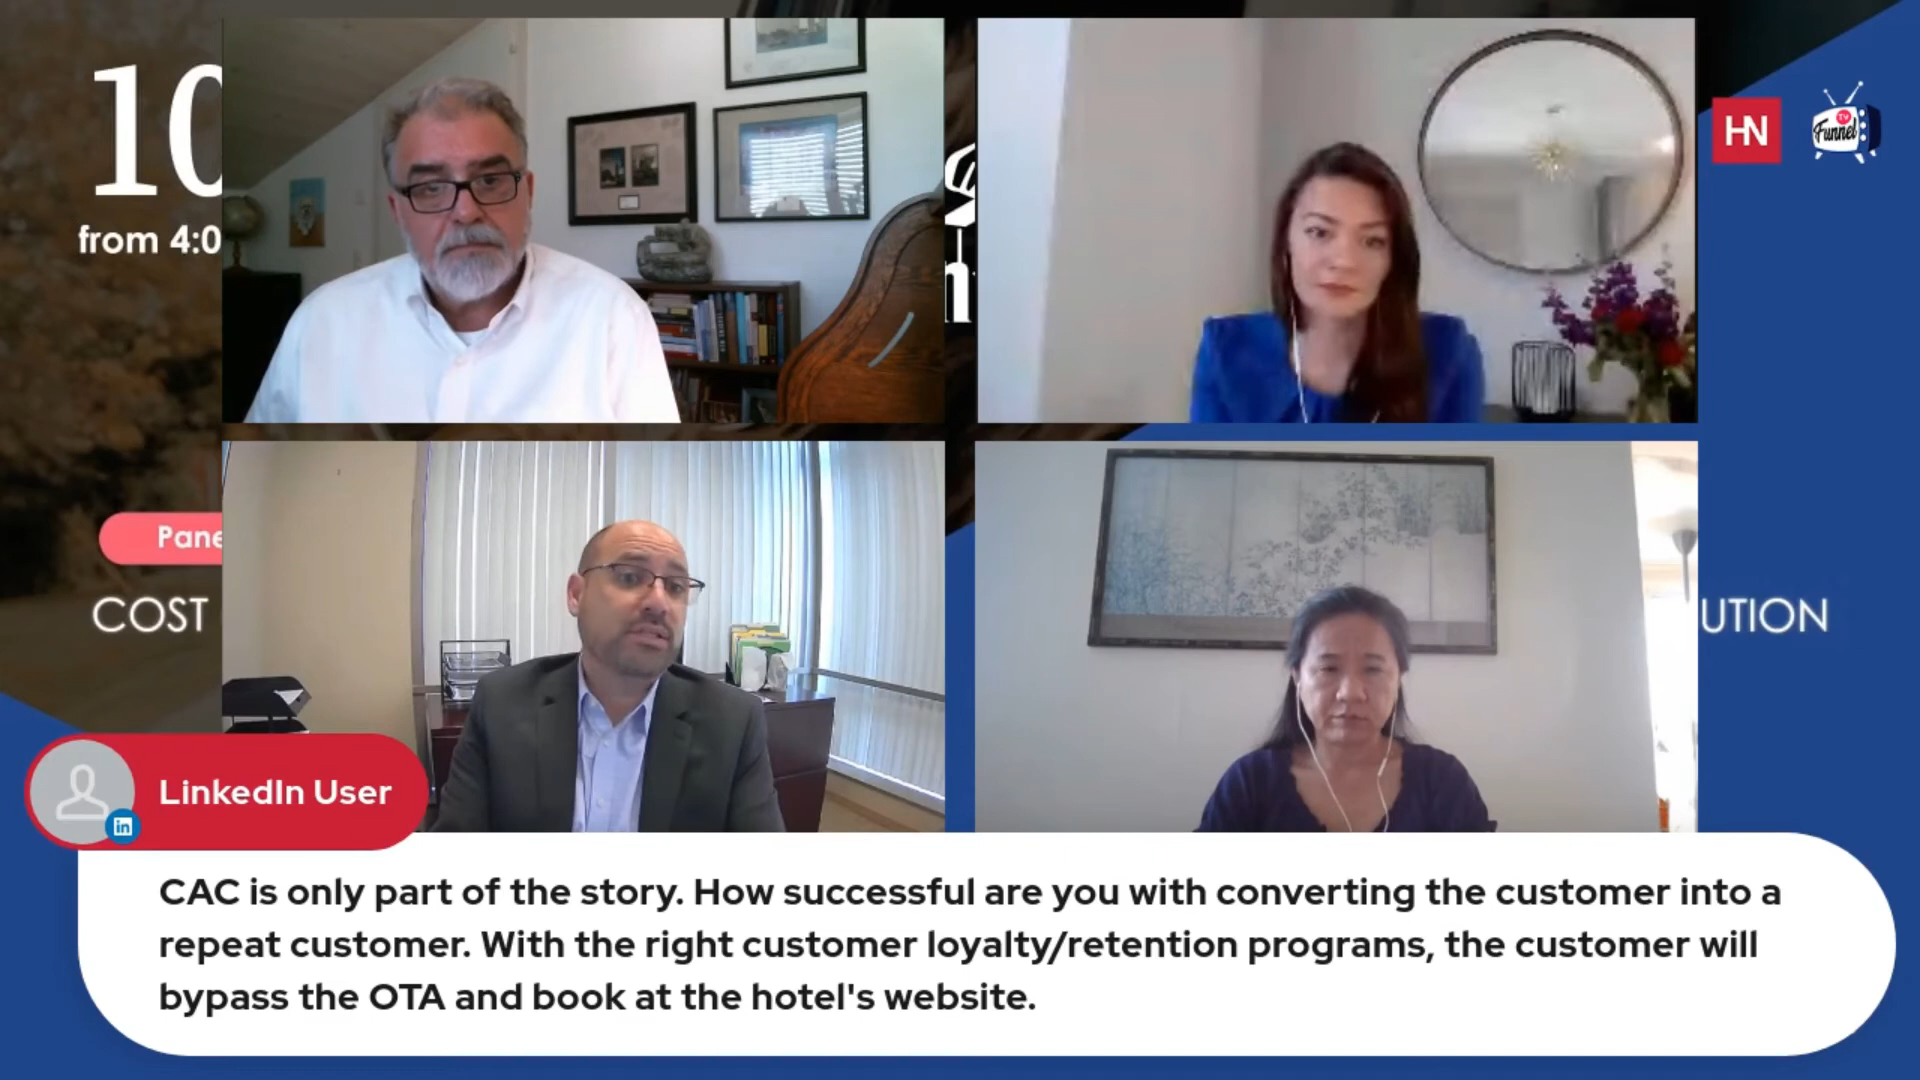 10
from 4:0
HN
TV
Funnel
Pane
COST
UTION
LinkedIn User
in
CAC is only part of the story. How successful are you with converting the customer into a
repeat customer. With the right customer loyalty/retention programs, the customer will
bypass the OTA and book at the hotel's website.